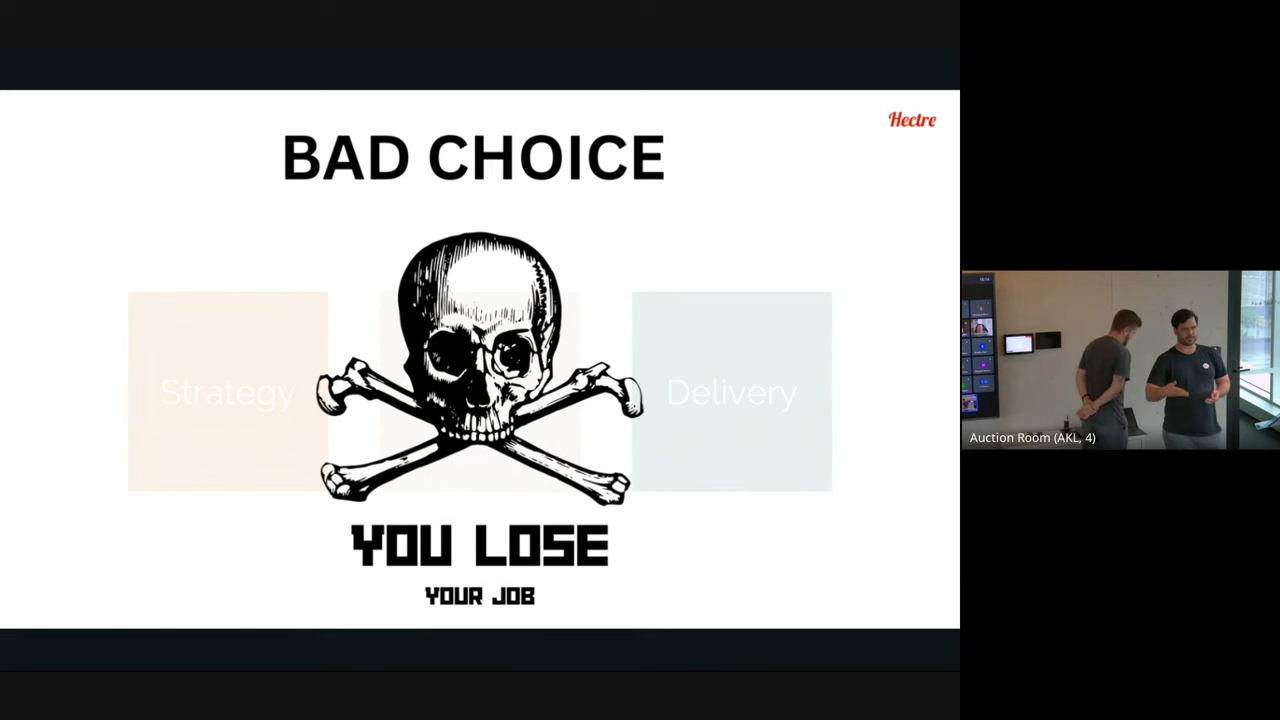 Hectre
BAD CHOICE
Strategy
Delivery
YOU LOSE
YOUR JOB
Auction Room (AKL, 4)